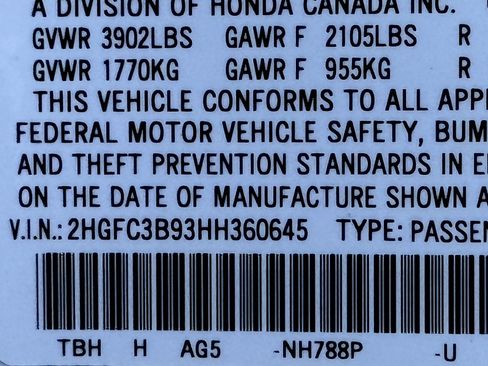 A DIVISION OF HONDA CANADA INC.
GVWR 3902LBS GAWR F 2105LBS R
GVWR 1770KG GAWR F 955KG R
THIS VEHICLE CONFORMS TO ALL APPL
FEDERAL MOTOR VEHICLE SAFETY, BUM
AND THEFT PREVENTION STANDARDS IN E
ON THE DATE OF MANUFACTURE SHOWN A
V.I.N.: 2HGFC3B93HH360645 TYPE: PASSEN
TBH H AG5 -NH788P -U